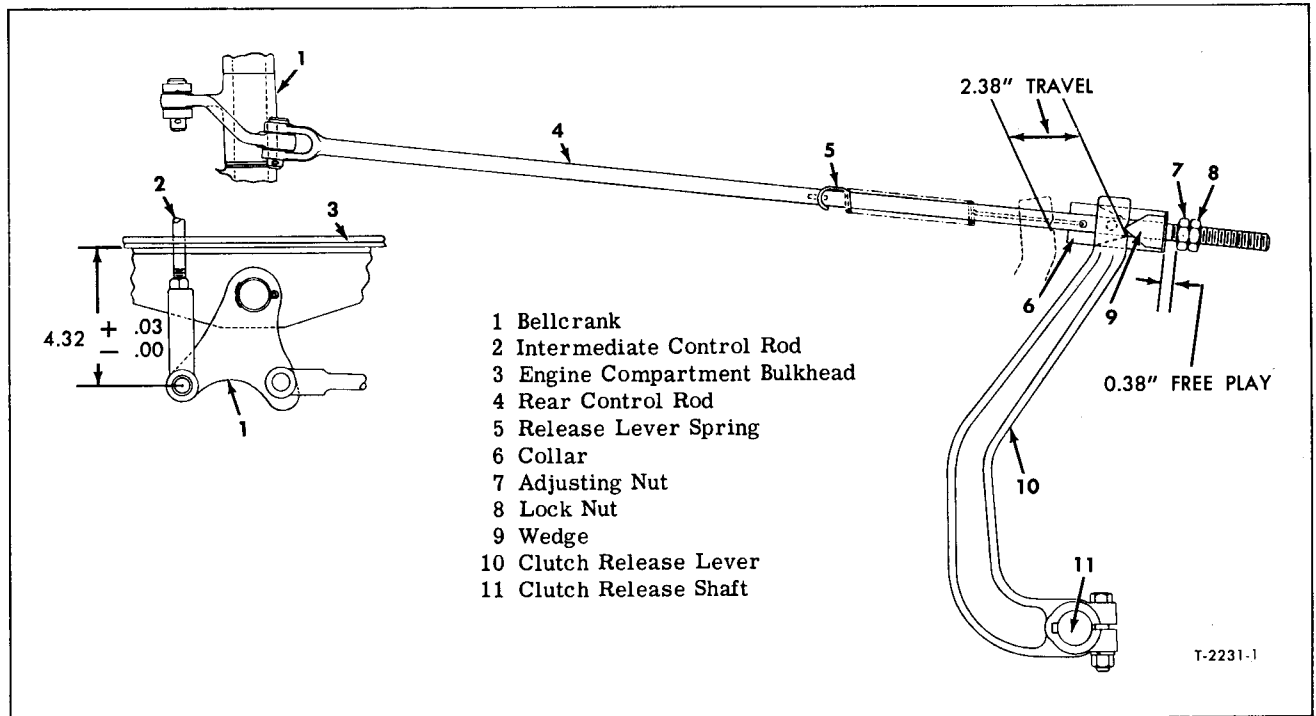 1
2.38" TRAVEL
4
5
7
8
2
3
6
9
4.32 + .03
- .00
0.38" FREE PLAY
1
10
11
1 Bellcrank
2 Intermediate Control Rod
3 Engine Compartment Bulkhead
4 Rear Control Rod
5 Release Lever Spring
6 Collar
7 Adjusting Nut
8 Lock Nut
9 Wedge
10 Clutch Release Lever
11 Clutch Release Shaft
T-2231-1